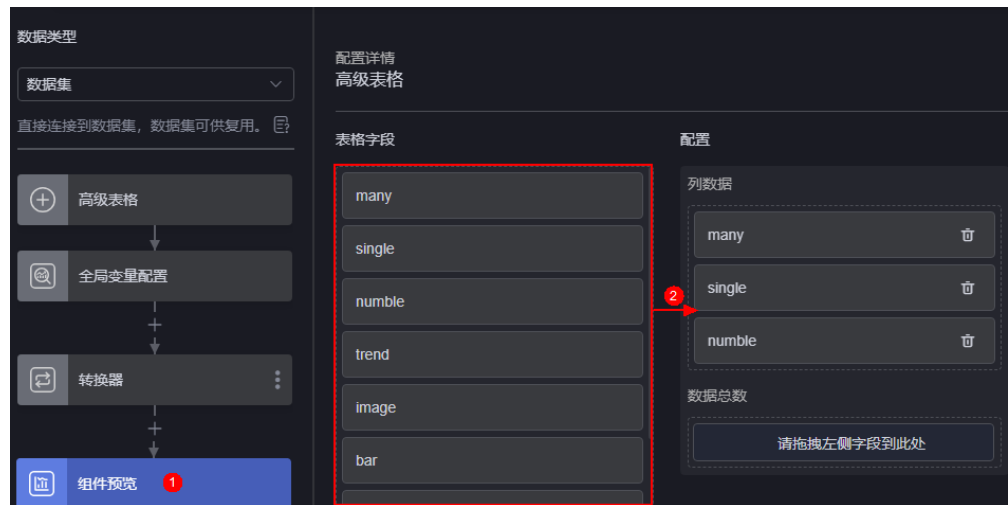 数据类型
数据集
直接连接到数据集，数据集可供复用。
高级表格
全局变量配置
转换器
组件预览
1
配置详情
高级表格
表格字段
many
single
numble
trend
image
bar
2
配置
列数据
many
single
numble
数据总数
请拖拽左侧字段到此处